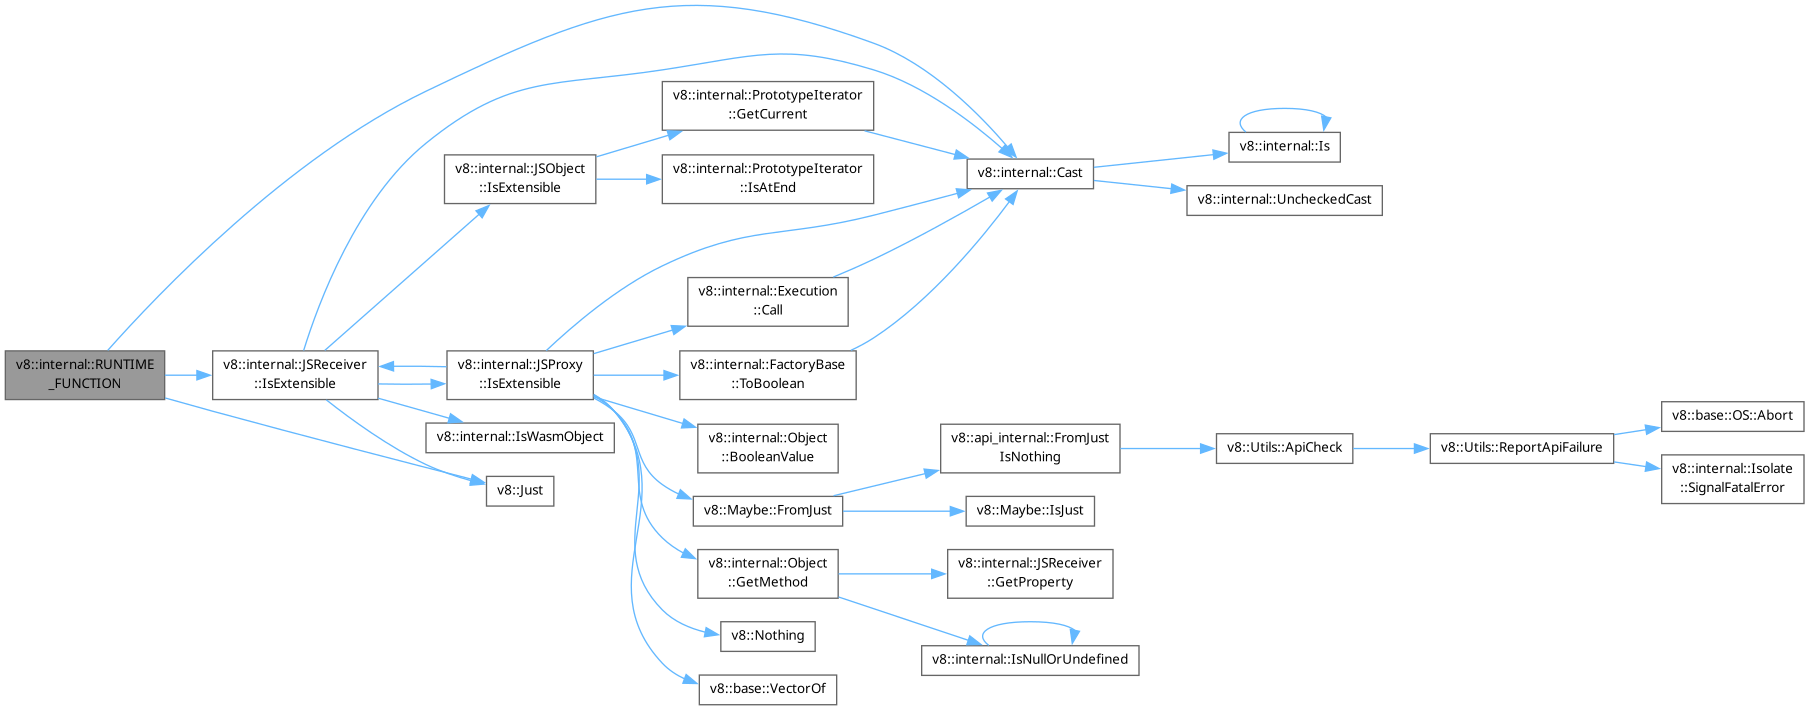 v8::internal::RUNTIME
_FUNCTION
v8::internal::JSReceiver
::IsExtensible
v8::internal::JSObject
::IsExtensible
v8::internal::JSProxy
::IsExtensible
v8::internal::IsWasmObject
v8::Just
v8::internal::PrototypeIterator
::GetCurrent
v8::internal::PrototypeIterator
::IsAtEnd
v8::internal::Execution
::Call
v8::internal::FactoryBase
::ToBoolean
v8::internal::Object
::BooleanValue
v8::Maybe::FromJust
v8::internal::Object
::GetMethod
v8::Nothing
v8::base::VectorOf
v8::internal::Cast
v8::api_internal::FromJust
IsNothing
v8::Maybe::IsJust
v8::internal::JSReceiver
::GetProperty
v8::internal::IsNullOrUndefined
v8::internal::Is
v8::internal::UncheckedCast
v8::Utils::ApiCheck
v8::Utils::ReportApiFailure
v8::base::OS::Abort
v8::internal::Isolate
::SignalFatalError